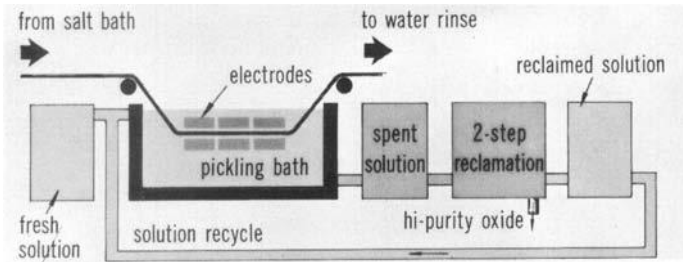 from salt bath
to water rinse
electrodes
reclaimed solution
spent
solution
2-step
reclamation
pickling bath
hi-purity oxide
fresh
solution
solution recycle